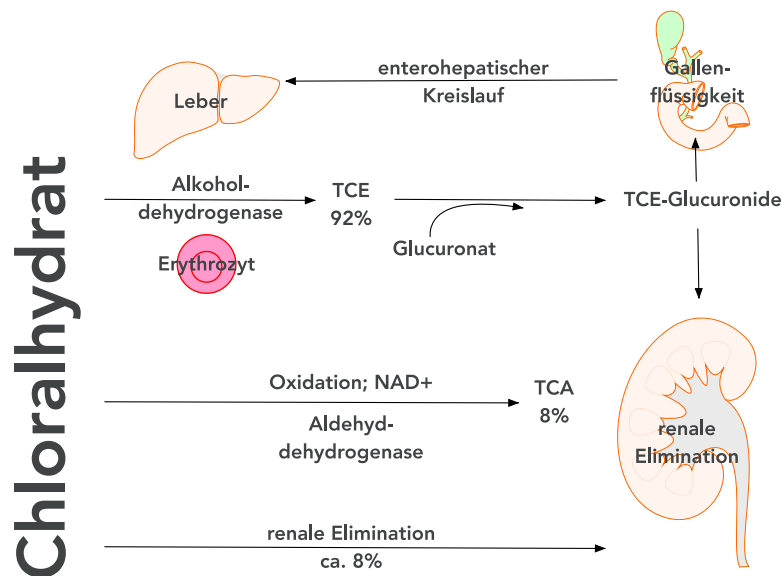 Chloralhydrat
enterohepatischer
Kreislauf
Leber
Gallen-
flüssigkeit
Alkohol-
dehydrogenase
TCE
92%
TCE-Glucuronide
Glucuronat
Erythrozyt
Oxidation; NAD+
Aldehyd-
dehydrogenase
TCA
8%
renale
Elimination
renale Elimination
ca. 8%